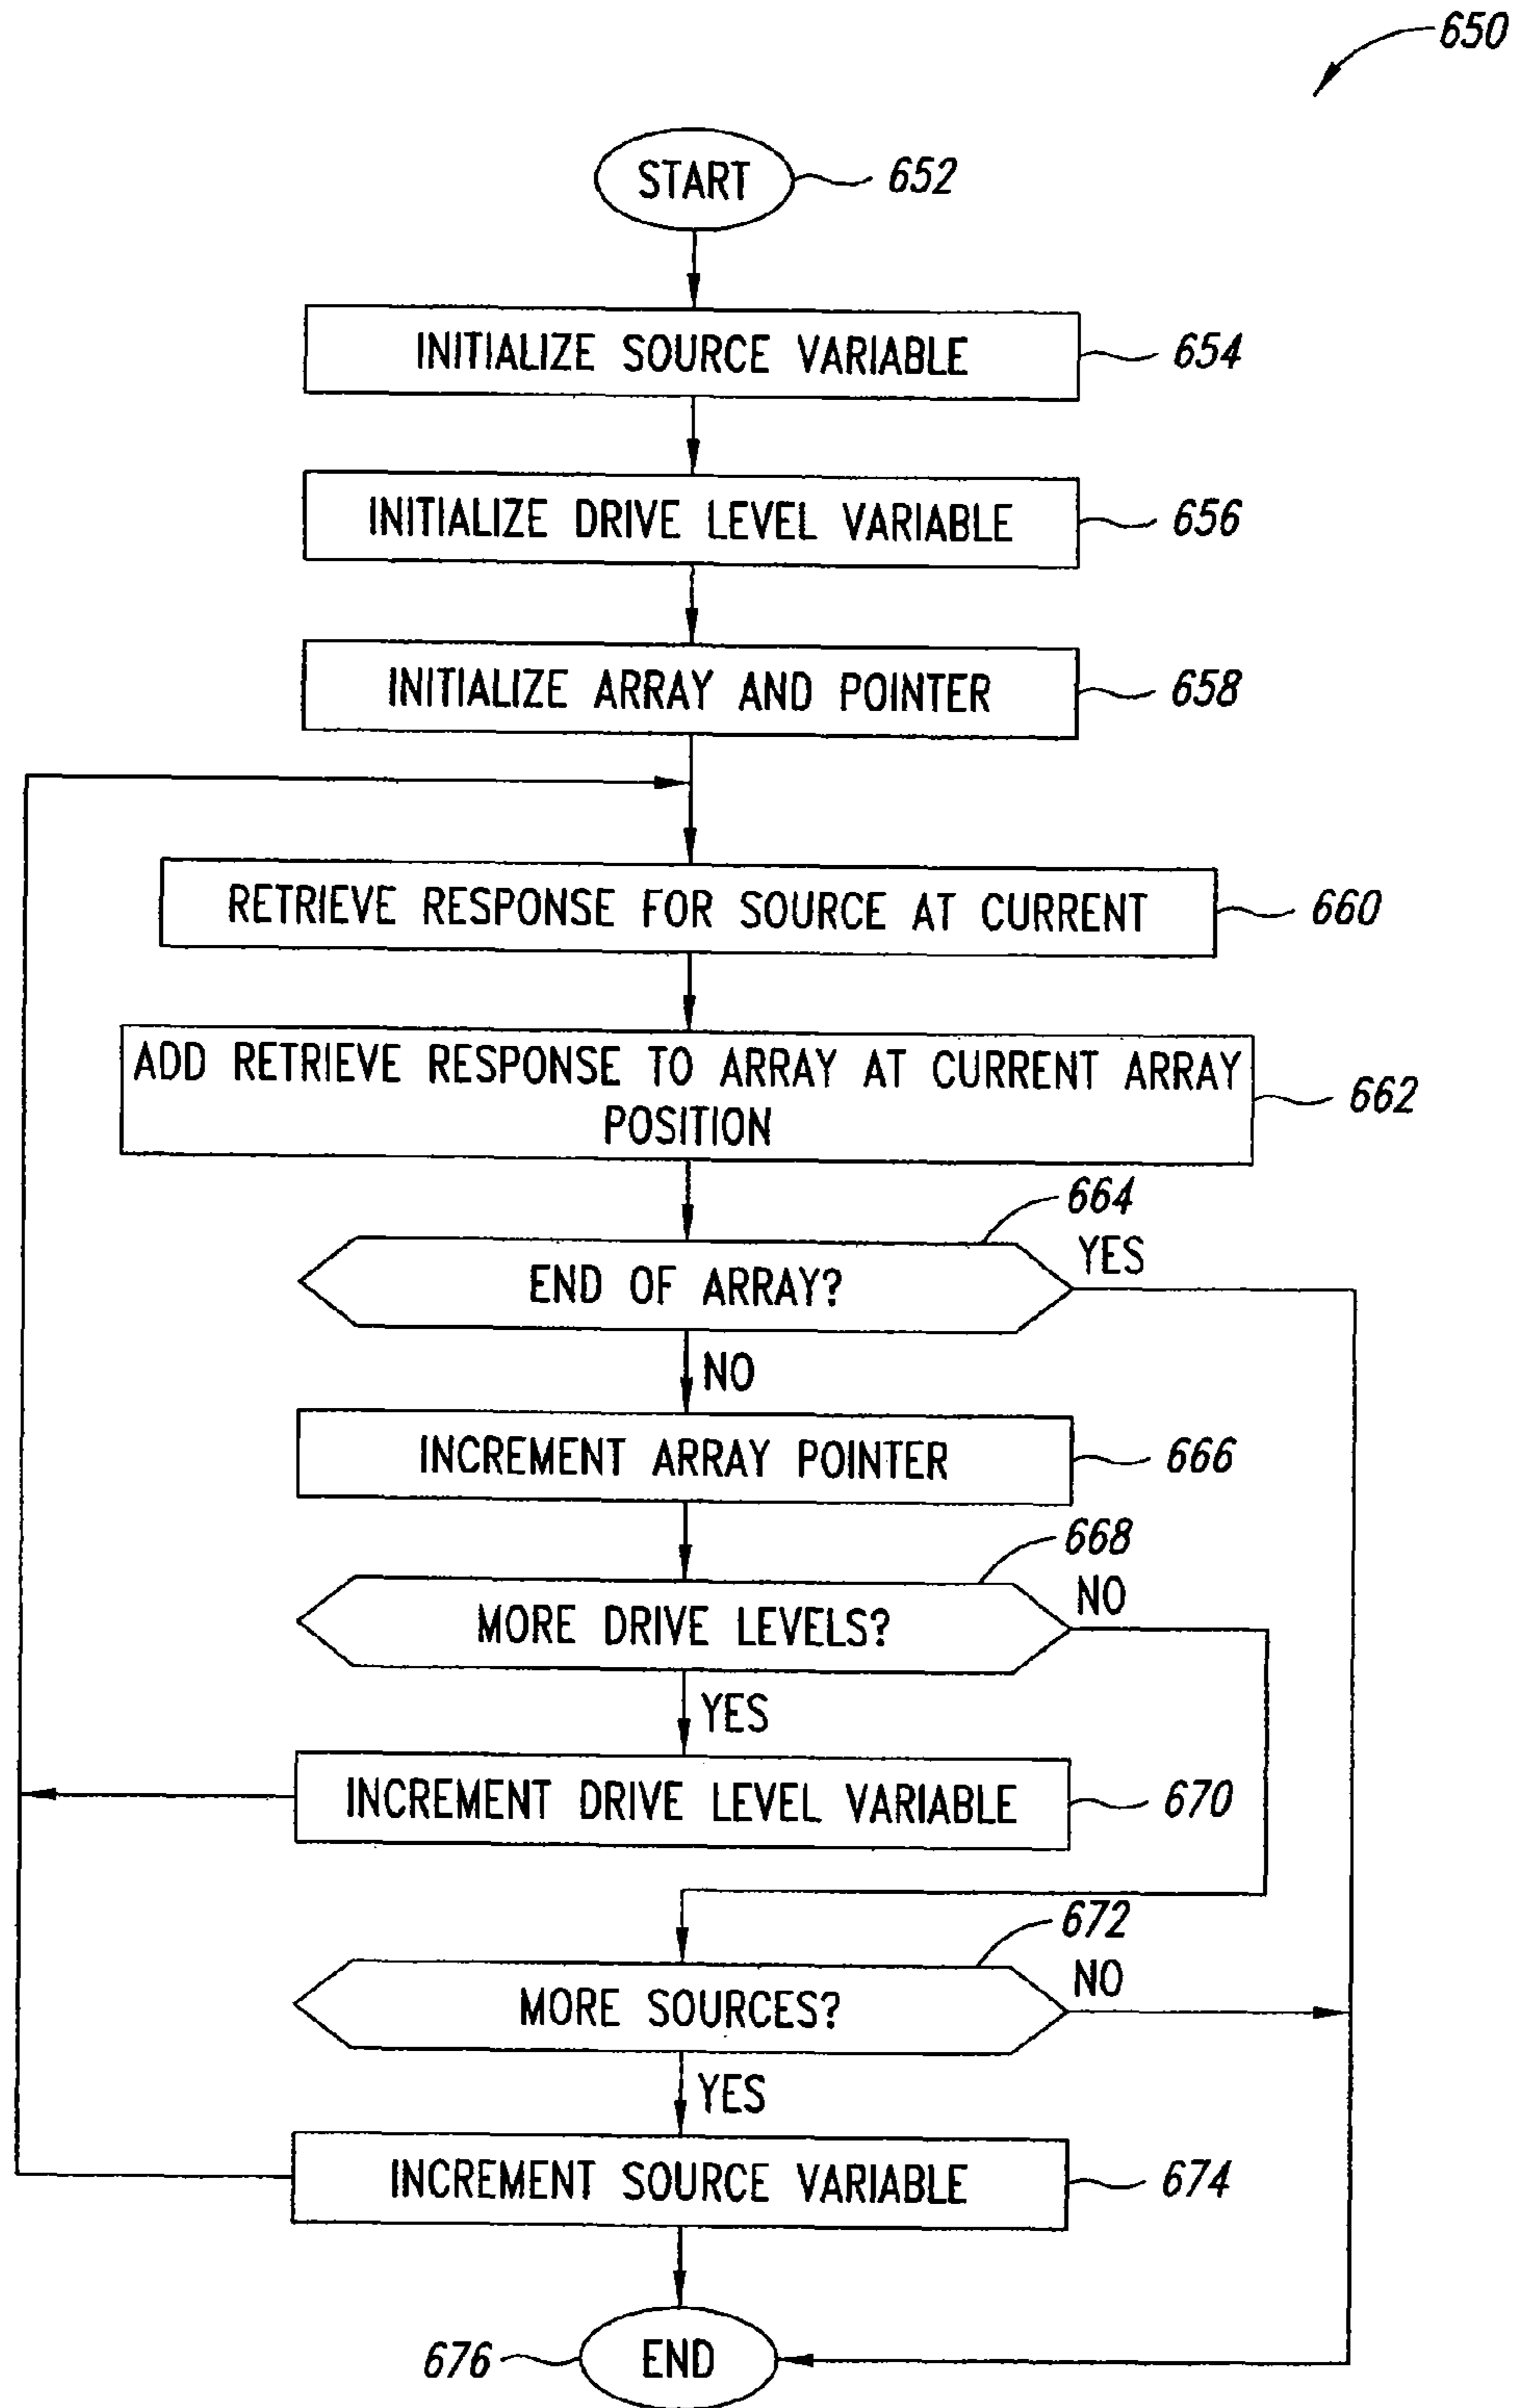 650
START
652
INITIALIZE SOURCE VARIABLE
654
INITIALIZE DRIVE LEVEL VARIABLE
656
INITIALIZE ARRAY AND POINTER
658
RETRIEVE RESPONSE FOR SOURCE AT CURRENT
660
ADD RETRIEVE RESPONSE TO ARRAY AT CURRENT ARRAY
POSITION
662
664
END OF ARRAY?
YES
NO
INCREMENT ARRAY POINTER
666
668
MORE DRIVE LEVELS?
NO
YES
INCREMENT DRIVE LEVEL VARIABLE
670
672
MORE SOURCES?
NO
YES
INCREMENT SOURCE VARIABLE
674
676
END